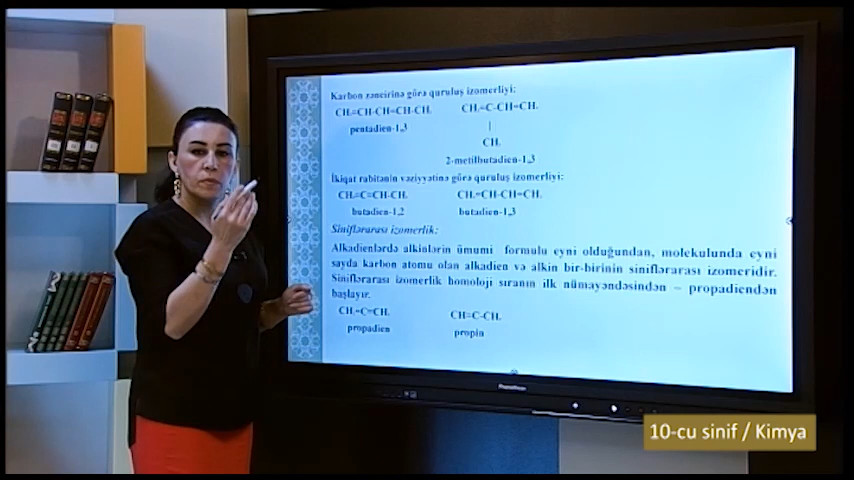 Karbon zəncirinə görə quruluş izomerliyi:
CH₂=CH-CH=CH-CH₃ CH₂=C-CH=CH₂
|
pentadien-1,3
CH₃
2-metilbutadien-1,3
İkiqat rabitənin vəziyyətinə görə quruluş izomerliyi:
CH₂=C=CH-CH₃ CH₂=CH-CH=CH₂
butadien-1,2 butadien-1,3
Siniflərarası izomerlik:
Alkadienlərdə alkinlərin ümumi formulu eyni olduğundan, molekulunda eyni
sayda karbon atomu olan alkadien və alkin bir-birinin siniflərarası izomeridir.
Siniflərarası izomerlik homoloji sıranın ilk nümayəndəsindən – propadiendən
başlayır.
CH₂=C=CH₂ CH≡C-CH₃
propadien propin
10-cu sinif / Kimya